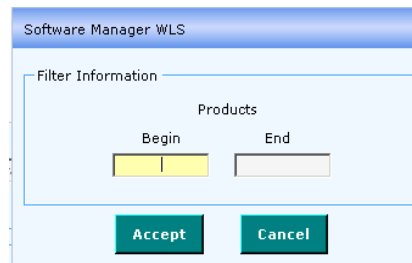 Software Manager WLS
Filter Information
Products
Begin End
Accept Cancel